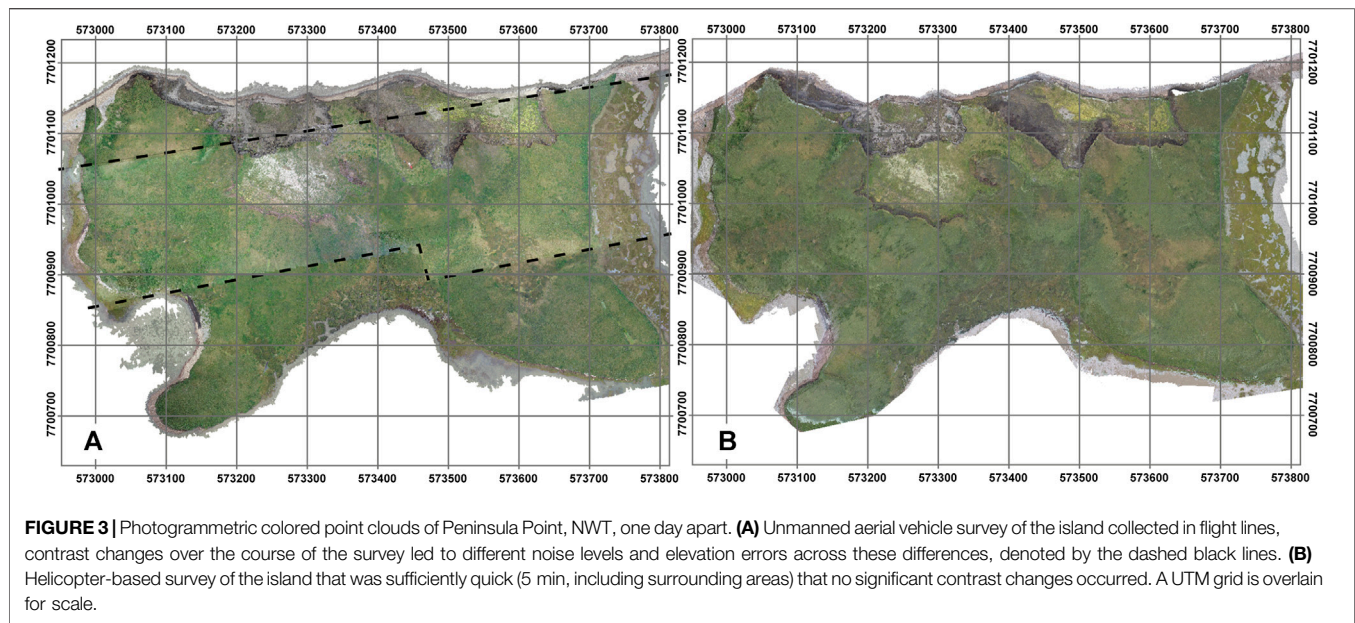 573000 573100 573200 573300 573400 573500 573600 573700 573800
573000 573100 573200 573300 573400 573500 573600 573700 573800
7701200
7701100
7701000
7700900
7700800
7700700
7701200
7701100
7701000
7700900
7700800
7700700
A
B
573000 573100 573200 573300 573400 573500 573600 573700 573800
573000 573100 573200 573300 573400 573500 573600 573700 573800
FIGURE 3 | Photogrammetric colored point clouds of Peninsula Point, NWT, one day apart. (A) Unmanned aerial vehicle survey of the island collected in flight lines,
contrast changes over the course of the survey led to different noise levels and elevation errors across these differences, denoted by the dashed black lines. (B)
Helicopter-based survey of the island that was sufficiently quick (5 min, including surrounding areas) that no significant contrast changes occurred. A UTM grid is overlain
for scale.